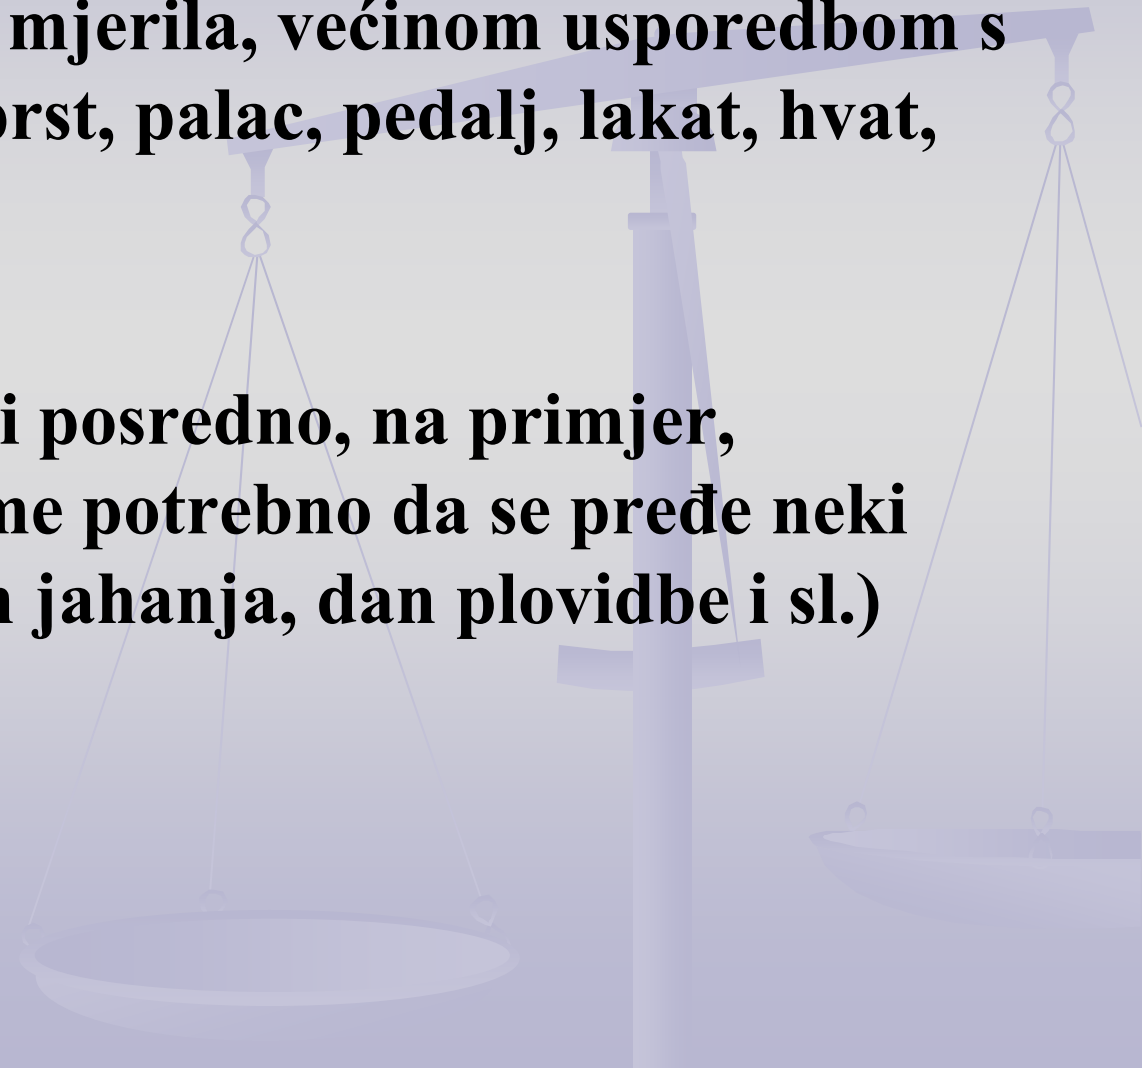 mjerila, većinom usporedbom s
palac, pedalj, lakat, hvat,
i posredno, na primjer,
potrebno da se pređe neki
jahanja, dan plovidbe i sl.)